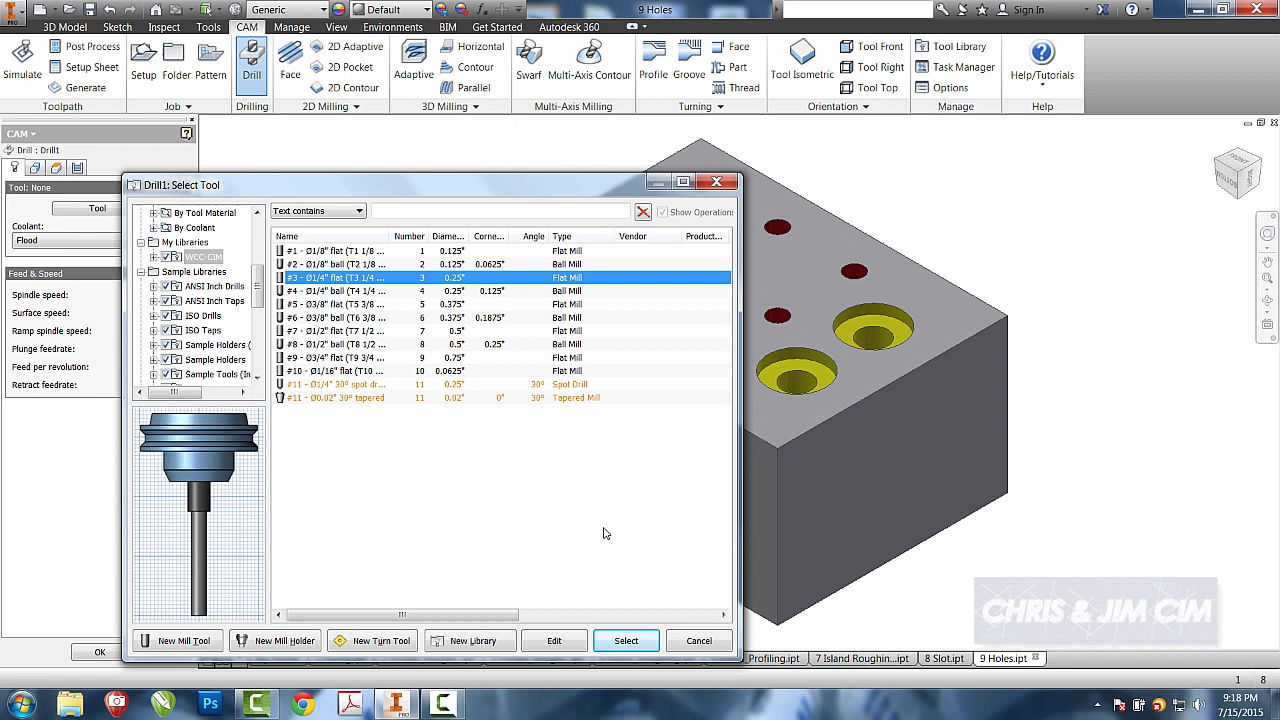 PRO
Generic
Default
9 Holes
Sign In
3D Model
Sketch
Inspect
Tools
CAM
Manage
View
Environments
BIM
Get Started
Autodesk 360
Simulate
Post Process
Setup Sheet
Generate
Setup
Folder
Pattern
Drill
Face
2D Adaptive
2D Pocket
2D Contour
Adaptive
Horizontal
Contour
Parallel
Swarf
Multi-Axis Contour
Profile
Groove
Face
Part
Thread
Tool Isometric
Tool Front
Tool Right
Tool Top
Tool Library
Task Manager
Options
Help/Tutorials
Toolpath
Job
Drilling
2D Milling
3D Milling
Multi-Axis Milling
Turning
Orientation
Manage
Help
CAM
Drill : Drill1
Tool: None
Tool
Coolant:
Flood
Feed & Speed
Spindle speed:
Surface speed:
Ramp spindle speed:
Plunge feedrate:
Feed per revolution:
Retract feedrate:
OK
Drill1: Select Tool
By Tool Material
By Coolant
My Libraries
WCC-CIM
Sample Libraries
ANSI Inch Drills
ANSI Inch Taps
ISO Drills
ISO Taps
Sample Holders (
Sample Holders
Sample Tools (In
Text contains
Show Operation
Name Number Diame... Corne... Angle Type Vendor Product...
#1 - Ø1/8" flat (T1 1/8 ... 1 0.125" Flat Mill
#2 - Ø1/8" ball (T2 1/8 ... 2 0.125" 0.0625" Ball Mill
#3 - Ø1/4" flat (T3 1/4 ... 3 0.25" Flat Mill
#4 - Ø1/4" ball (T4 1/4 ... 4 0.25" 0.125" Ball Mill
#5 - Ø3/8" flat (T5 3/8 ... 5 0.375" Flat Mill
#6 - Ø3/8" ball (T6 3/8 ... 6 0.375" 0.1875" Ball Mill
#7 - Ø1/2" flat (T7 1/2 ... 7 0.5" Flat Mill
#8 - Ø1/2" ball (T8 1/2 ... 8 0.5" 0.25" Ball Mill
#9 - Ø3/4" flat (T9 3/4 ... 9 0.75" Flat Mill
#10 - Ø1/16" flat (T10 ... 10 0.0625" Flat Mill
#11 - Ø1/4" 30° spot dr... 11 0.25" 30° Spot Drill
#11 - Ø0.02" 30° tapered 11 0.02" 0" 30° Tapered Mill
New Mill Tool
New Mill Holder
New Turn Tool
New Library
Edit
Select
Cancel
FRONT
BOTTOM
CHRIS & JIM CIM
Profiling.ipt
7 Island Roughin...ipt
8 Slot.ipt
9 Holes.ipt
1 8
Ps
PRO
9:18 PM
7/15/2015